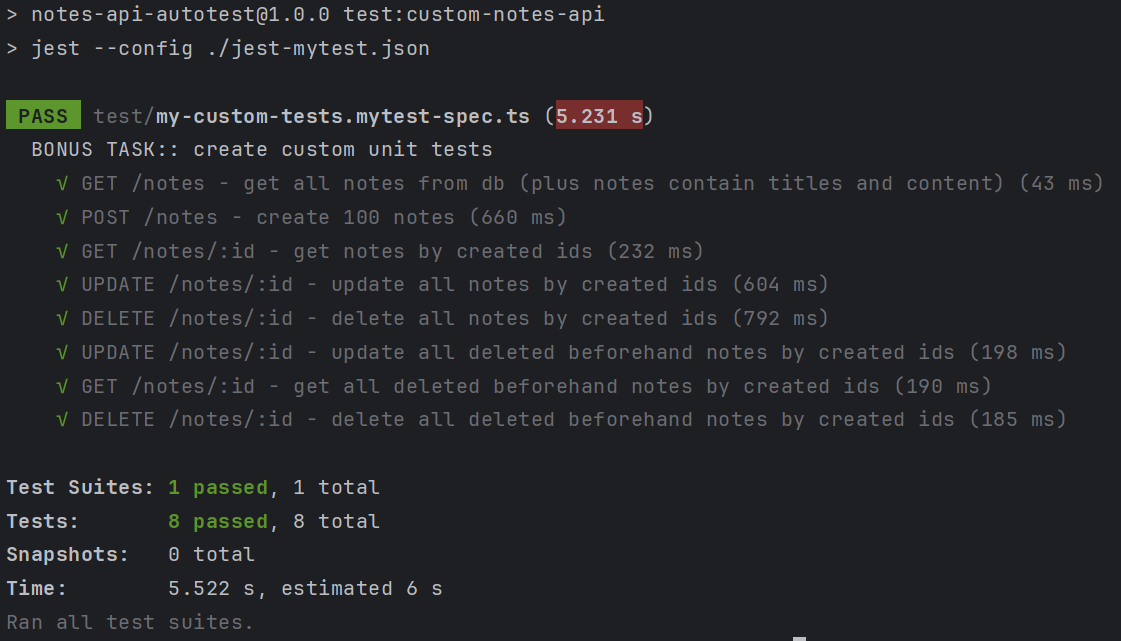 > notes-api-autotest@1.0.0 test:custom-notes-api
> jest --config ./jest-mytest.json
PASS test/my-custom-tests.mytest-spec.ts (5.231 s)
BONUS TASK:: create custom unit tests
√ GET /notes - get all notes from db (plus notes contain titles and content) (43 ms)
√ POST /notes - create 100 notes (660 ms)
√ GET /notes/:id - get notes by created ids (232 ms)
√ UPDATE /notes/:id - update all notes by created ids (604 ms)
√ DELETE /notes/:id - delete all notes by created ids (792 ms)
√ UPDATE /notes/:id - update all deleted beforehand notes by created ids (198 ms)
√ GET /notes/:id - get all deleted beforehand notes by created ids (190 ms)
√ DELETE /notes/:id - delete all deleted beforehand notes by created ids (185 ms)
Test Suites: 1 passed, 1 total
Tests: 8 passed, 8 total
Snapshots: 0 total
Time: 5.522 s, estimated 6 s
Ran all test suites.